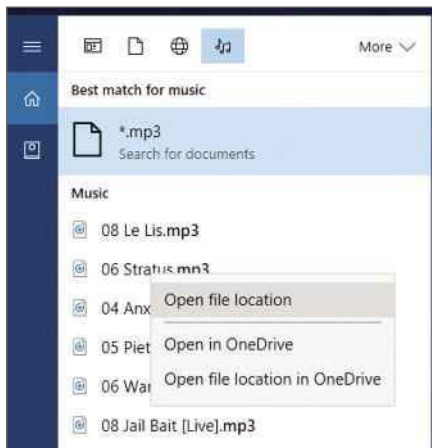 More
Best match for music
*.mp3
Search for documents
Music
08 Le Lis.mp3
06 Stratus.mp3
Open file location
04 Anx
05 Piet
Open in OneDrive
Open file location in OneDrive
06 War
08 Jail Bait [Live].mp3